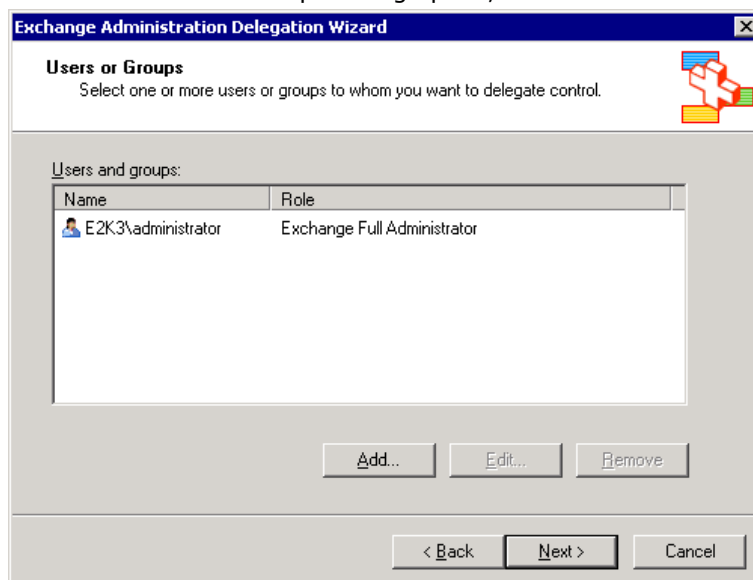 Exchange Administration Delegation Wizard
Users or Groups
Select one or more users or groups to whom you want to delegate control.
Users and groups:
Name Role
E2K3\administrator Exchange Full Administrator
Add... Edit... Remove
< Back Next > Cancel